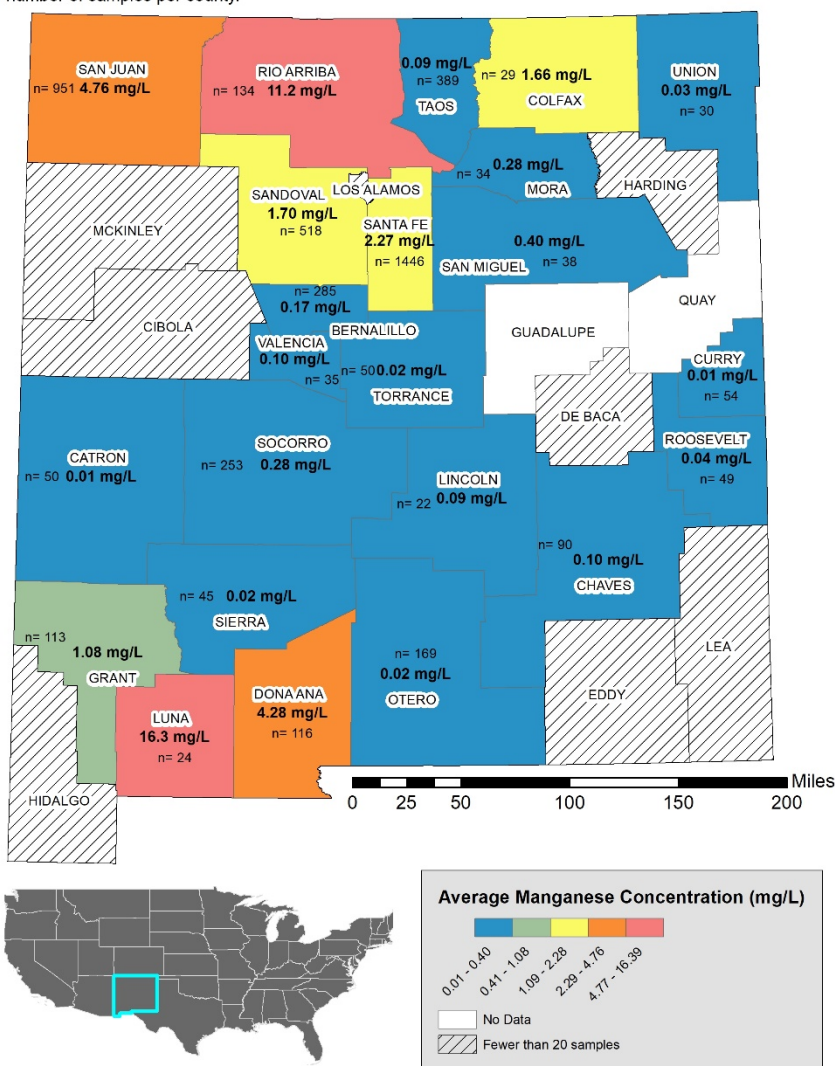 number of samples per county.
SAN JUAN
n= 951 4.76 mg/L
RIO ARRIBA
n= 134 11.2 mg/L
0.09 mg/L
n= 389
TAOS
n= 29 1.66 mg/L
COLFAX
UNION
0.03 mg/L
n= 30
0.28 mg/L
n= 34
MORA
HARDING
LOS ALAMOS
SANDOVAL
1.70 mg/L
n= 518
SANTA FE
2.27 mg/L
n= 1446
MCKINLEY
0.40 mg/L
SAN MIGUEL n= 38
CIBOLA
n= 285
0.17 mg/L
BERNALILLO
VALENCIA
0.10 mg/L
n= 35
n= 50 0.02 mg/L
TORRANCE
GUADALUPE
QUAY
CURRY
0.01 mg/L
n= 54
DE BACA
ROOSEVELT
0.04 mg/L
n= 49
CATRON
n= 50 0.01 mg/L
SOCORRO
n= 253 0.28 mg/L
LINCOLN
n= 22 0.09 mg/L
n= 90
0.10 mg/L
CHAVES
n= 45 0.02 mg/L
SIERRA
n= 113
1.08 mg/L
GRANT
n= 169
0.02 mg/L
OTERO
LEA
EDDY
LUNA
16.3 mg/L
n= 24
DONA ANA
4.28 mg/L
n= 116
HIDALGO
Miles
0 25 50 100 150 200
Average Manganese Concentration (mg/L)
0.01 - 0.40
0.41 - 1.08
1.09 - 2.28
2.29 - 4.76
4.77 - 16.39
No Data
Fewer than 20 samples